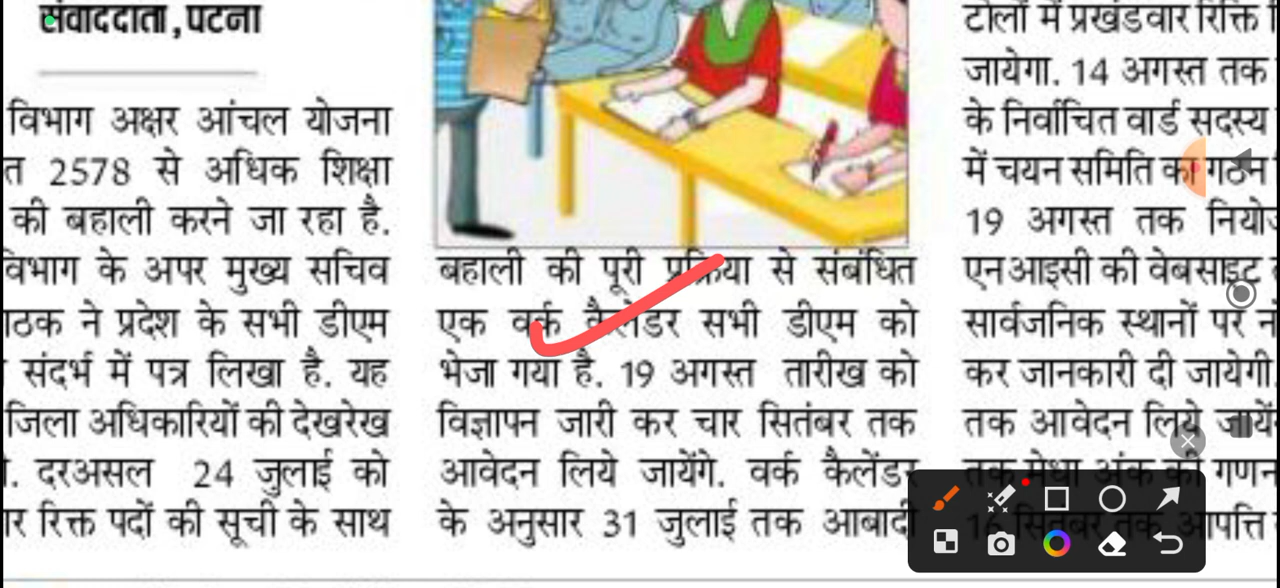 संवाददाता, पटना
विभाग अक्षर आंचल योजना
त 2578 से अधिक शिक्षा
की बहाली करने जा रहा है.
विभाग के अपर मुख्य सचिव
ाठक ने प्रदेश के सभी डीएम
संदर्भ में पत्र लिखा है. यह
जिला अधिकारियों की देखरेख
. दरअसल 24 जुलाई को
ार रिक्त पदों की सूची के साथ
बहाली की पूरी प्रक्रिया से संबंधित
एक वर्क कैलेंडर सभी डीएम को
भेजा गया है. 19 अगस्त तारीख को
विज्ञापन जारी कर चार सितंबर तक
आवेदन लिये जायेंगे. वर्क कैलेंडर
के अनुसार 31 जुलाई तक आबादी
टोलों में प्रखंडवार रिक्ति
जायेगा. 14 अगस्त तक
के निर्वाचित वार्ड सदस्य
में चयन समिति का गठन
19 अगस्त तक नियो
एनआइसी की वेबसाइट
सार्वजनिक स्थानों पर
कर जानकारी दी जायेगी
तक आवेदन लिये जायें
तक मेधा अंक की गणन
16 सितंबर तक आपत्ति